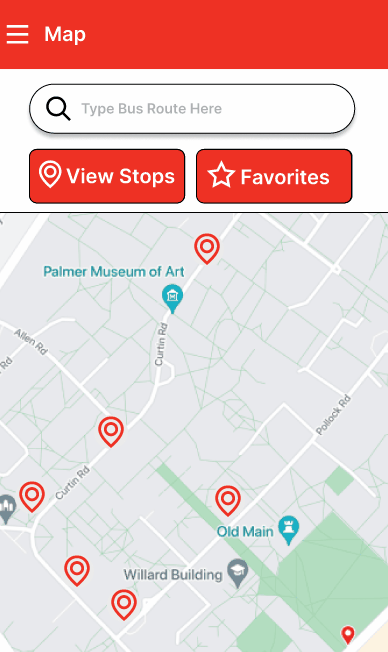 Map
Type Bus Route Here
View Stops
Favorites
Palmer Museum of Art
Curtin Rd
Allen Rd
Rd
Pollock Rd
Curtin Rd
Old Main
Willard Building